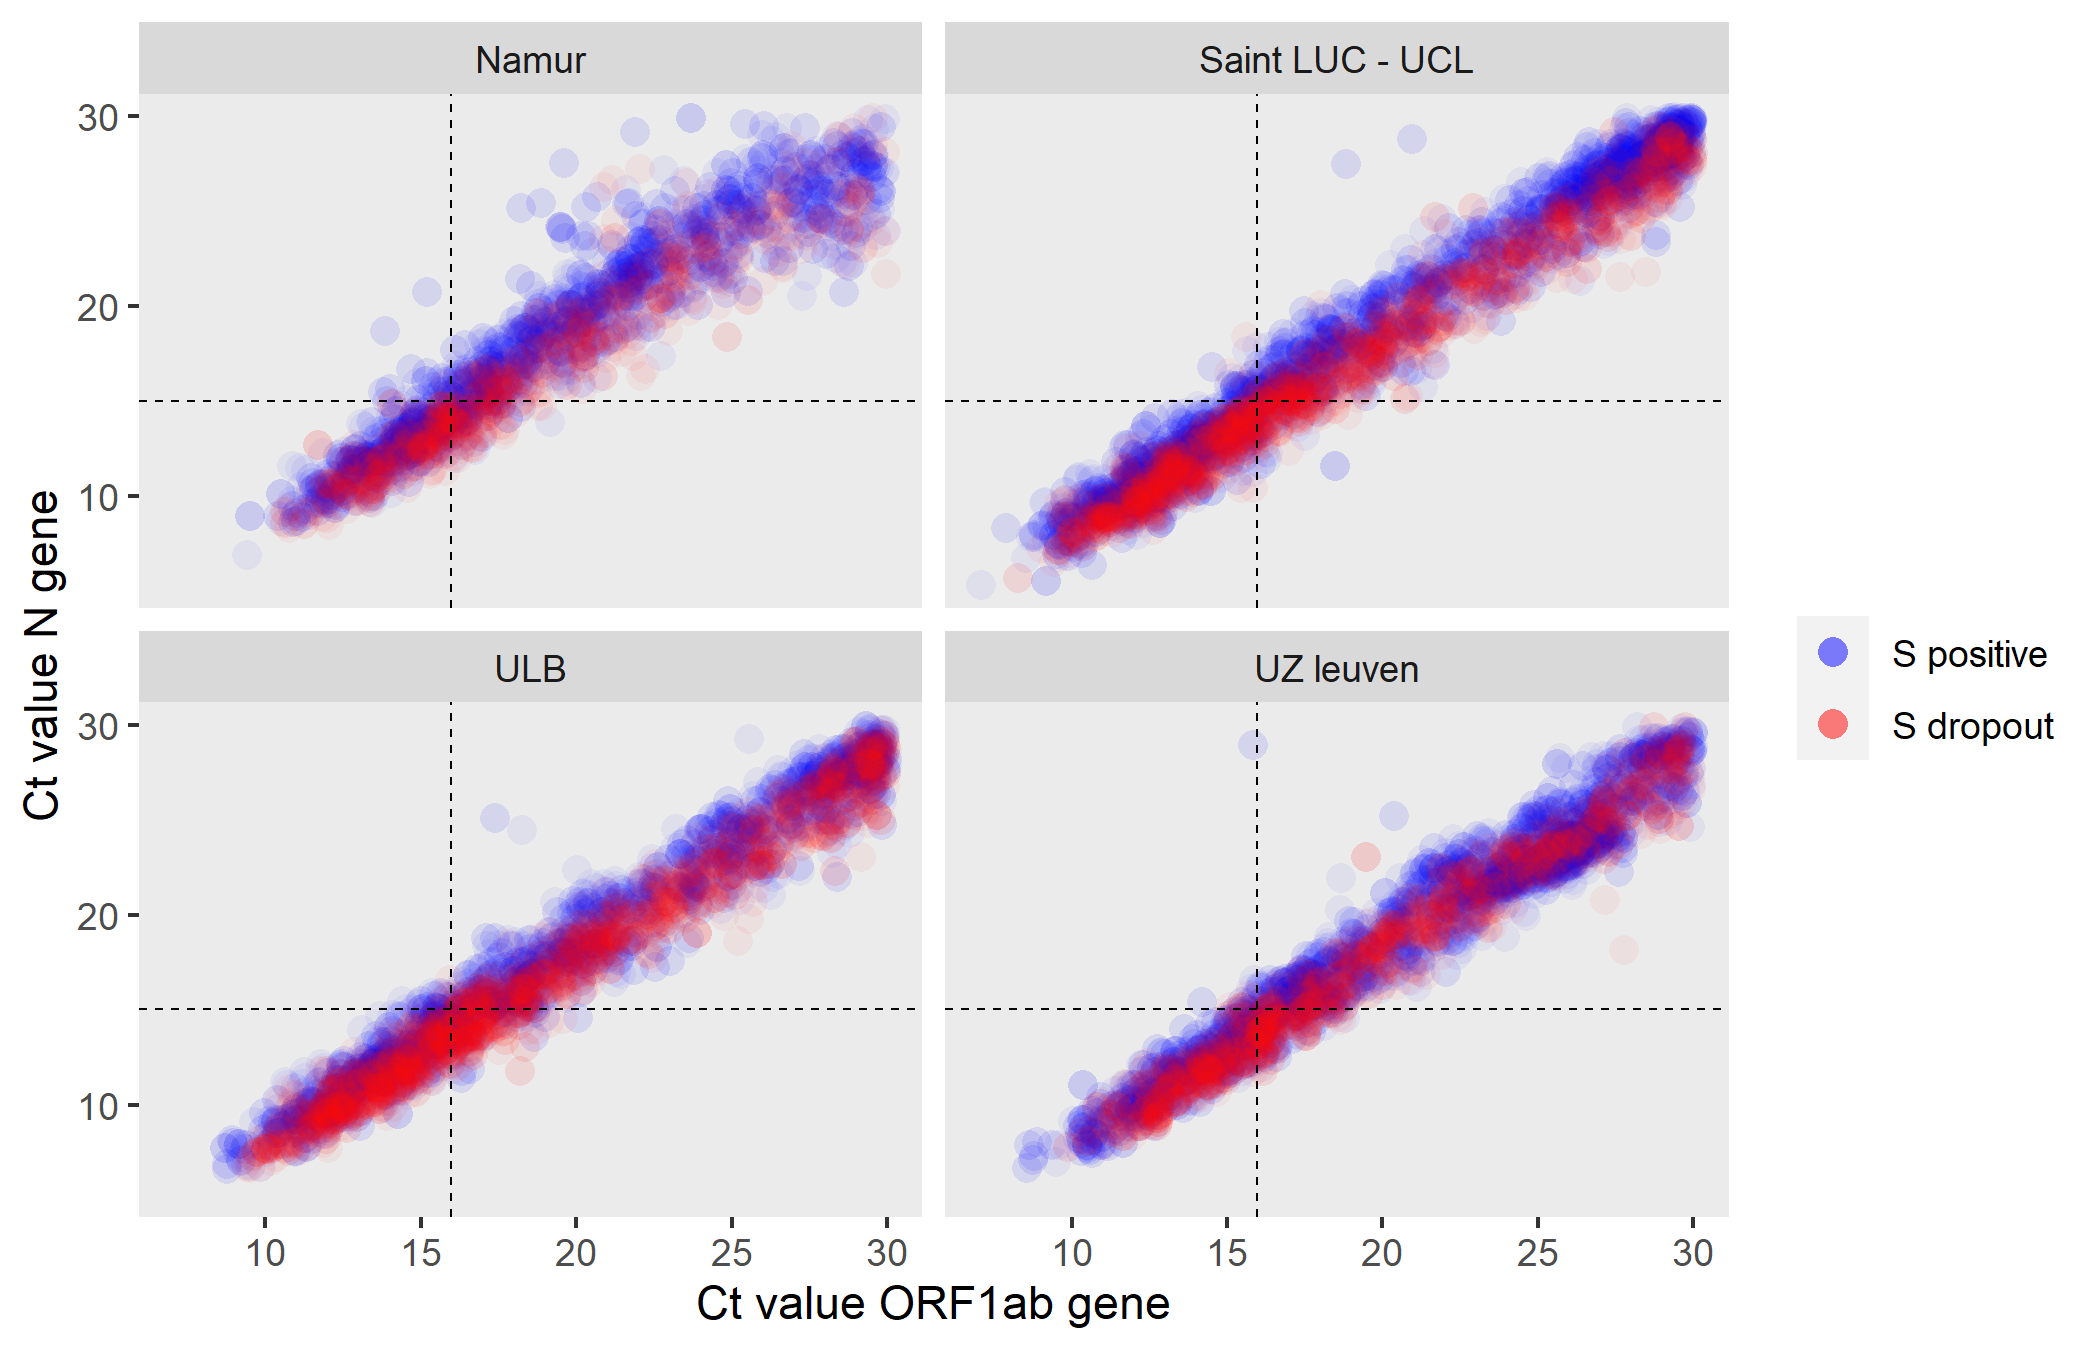 Namur
Saint LUC - UCL
30
20
10
Ct value N gene
ULB
UZ leuven
S positive
S dropout
30
20
10
10 15 20 25 30
10 15 20 25 30
Ct value ORF1ab gene